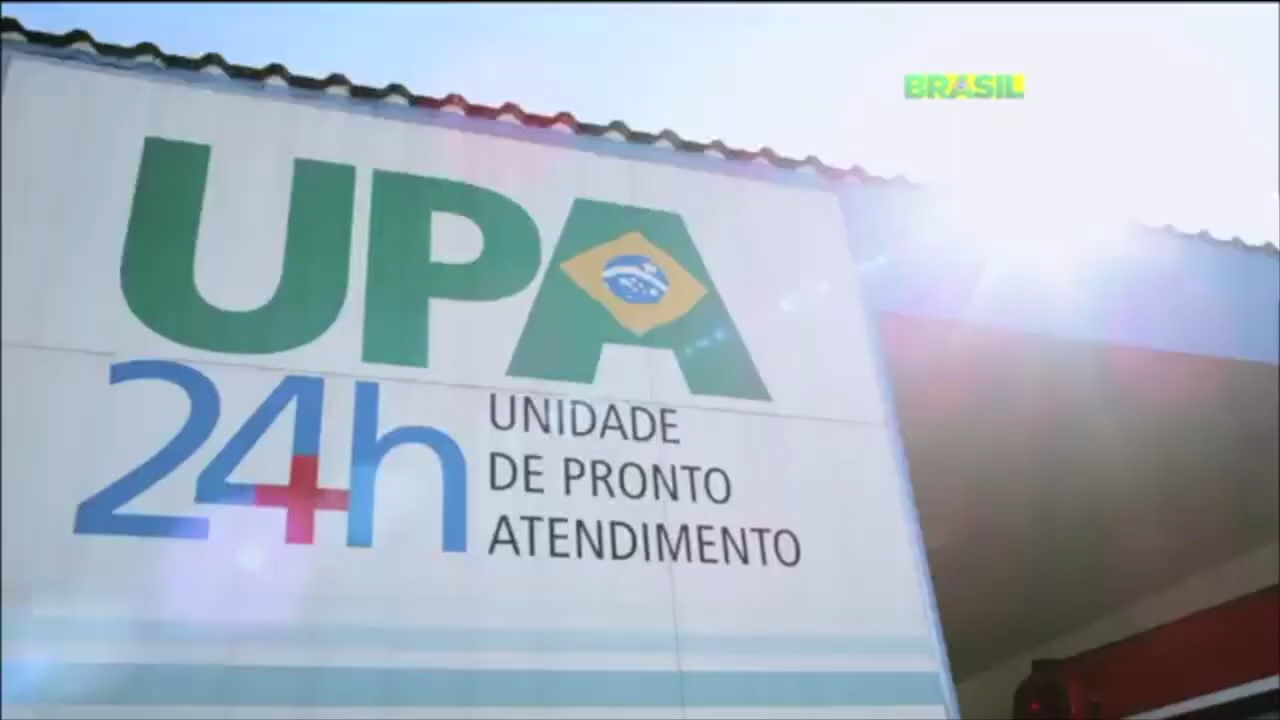 BRASIL
UPA
24h
UNIDADE
DE PRONTO
ATENDIMENTO